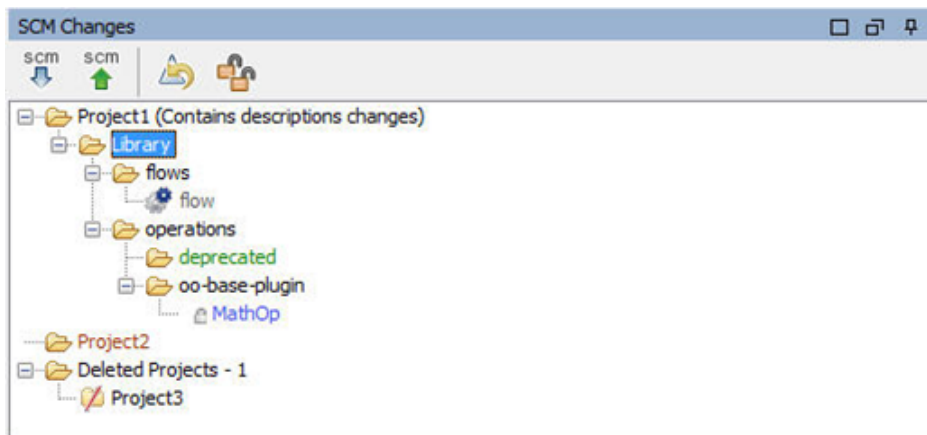 SCM Changes
scm scm
Project1 (Contains descriptions changes)
Library
flows
flow
operations
deprecated
oo-base-plugin
MathOp
Project2
Deleted Projects - 1
Project3